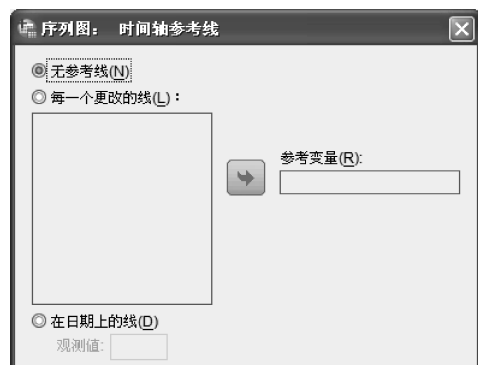 序列图： 时间轴参考线
无参考线(N)
每一个更改的线(L)：
参考变量(R):
在日期上的线(D)
观测值: